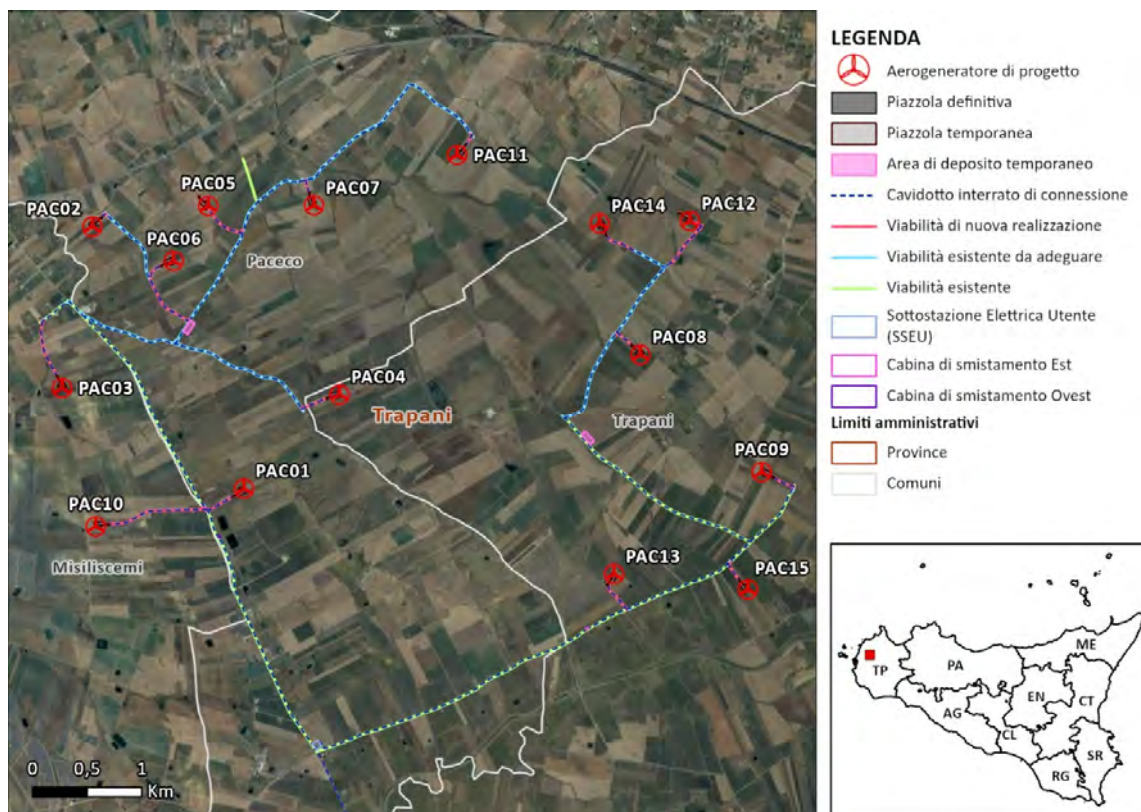 PAC11
PAC05
PAC07
PAC02
PAC14
PAC12
PAC06
Paceco
PAC08
PAC03
PAC04
Trapani
Trapani
PAC09
PAC01
PAC10
Misiliscemi
PAC13
PAC15
0 0,5 1
Km
LEGENDA
Aerogeneratore di progetto
Piazzola definitiva
Piazzola temporanea
Area di deposito temporaneo
Cavidotto interrato di connessione
Viabilità di nuova realizzazione
Viabilità esistente da adeguare
Viabilità esistente
Sottostazione Elettrica Utente
(SSEU)
Cabina di smistamento Est
Cabina di smistamento Ovest
Limiti amministrativi
Province
Comuni
ME
PA
TP
EN
CT
AG
CL
SR
RG